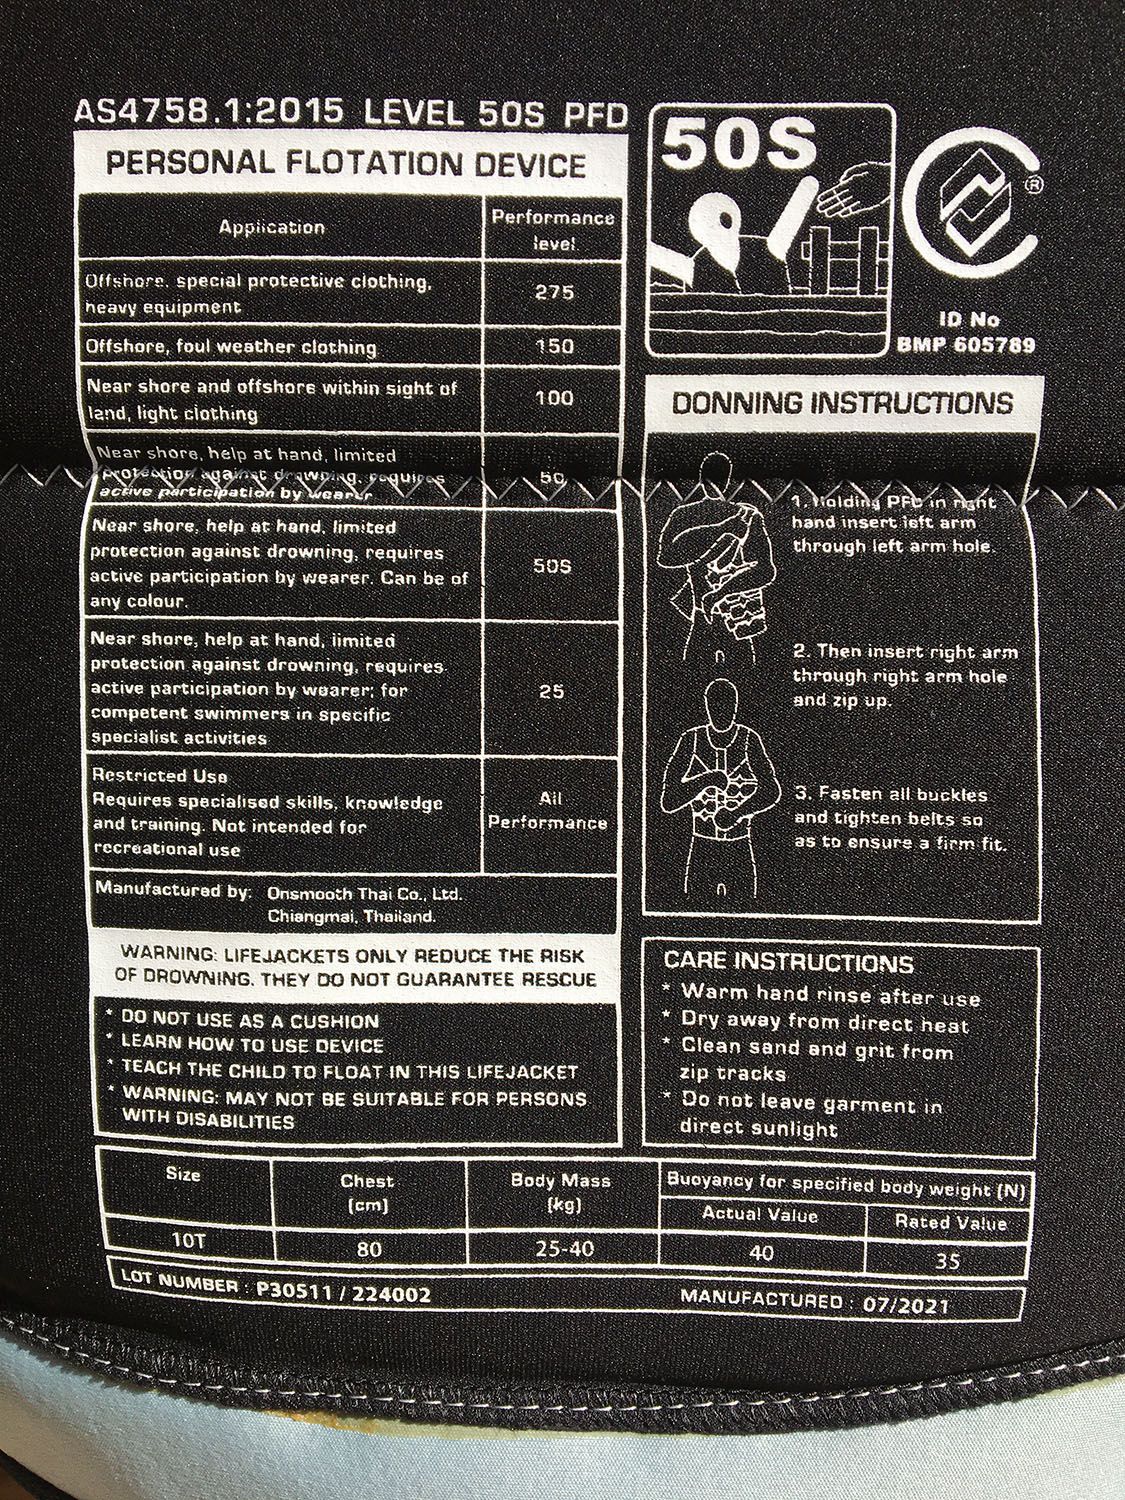 AS4758.1:2015 LEVEL 50S PFD
PERSONAL FLOTATION DEVICE
Application
Performance
level
Offshore, special protective clothing,
heavy equipment
275
Offshore, foul weather clothing
150
Near shore and offshore within sight of
land, light clothing
100
Near shore, help at hand, limited
protection against drowning, requires
active participation by wearer
50
Near shore, help at hand, limited
protection against drowning, requires
active participation by wearer. Can be of
any colour.
50S
Near shore, help at hand, limited
protection against drowning, requires
active participation by wearer; for
competent swimmers in specific
specialist activities
25
Restricted Use
Requires specialised skills, knowledge
and training. Not intended for
recreational use
All
Performance
Manufactured by: Onsmooth Thai Co., Ltd.
Chiangmai, Thailand.
WARNING: LIFEJACKETS ONLY REDUCE THE RISK
OF DROWNING. THEY DO NOT GUARANTEE RESCUE
* DO NOT USE AS A CUSHION
* LEARN HOW TO USE DEVICE
* TEACH THE CHILD TO FLOAT IN THIS LIFEJACKET
* WARNING: MAY NOT BE SUITABLE FOR PERSONS
WITH DISABILITIES
50S
®
ID No
BMP 605789
DONNING INSTRUCTIONS
1. Holding PFD in right
hand insert left arm
through left arm hole.
2. Then insert right arm
through right arm hole
and zip up.
3. Fasten all buckles
and tighten belts so
as to ensure a firm fit.
CARE INSTRUCTIONS
* Warm hand rinse after use
* Dry away from direct heat
* Clean sand and grit from
zip tracks
* Do not leave garment in
direct sunlight
Size
Chest
(cm)
Body Mass
(kg)
Buoyancy for specified body weight (N)
Actual Value
Rated Value
10T
80
25-40
40
35
LOT NUMBER : P30511 / 224002
MANUFACTURED : 07/2021